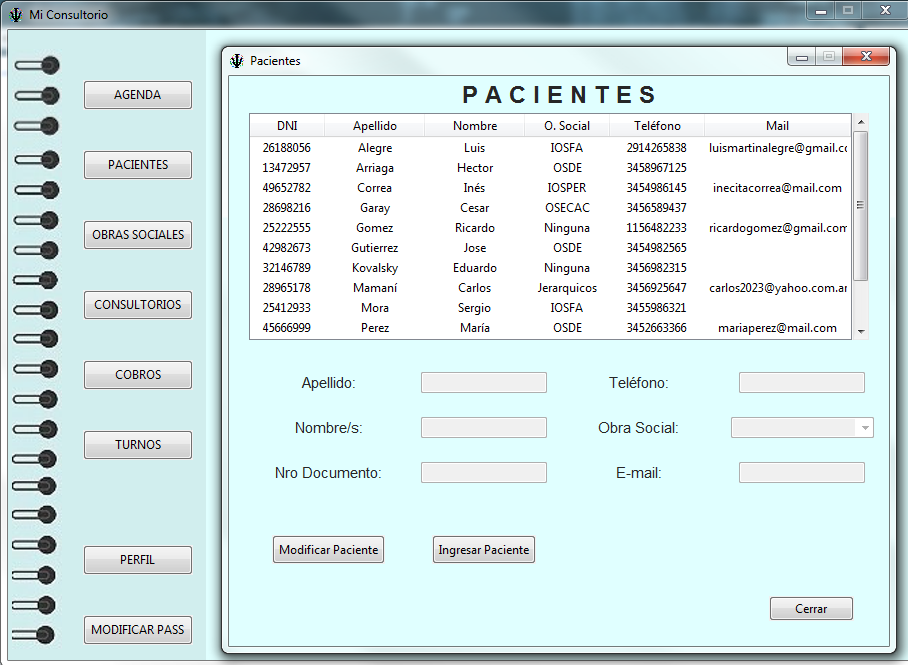 Mi Consultorio
AGENDA
PACIENTES
OBRAS SOCIALES
CONSULTORIOS
COBROS
TURNOS
PERFIL
MODIFICAR PASS
Pacientes
PACIENTES
DNI Apellido Nombre O. Social Teléfono Mail
26188056 Alegre Luis IOSFA 2914265838 luismartinalegre@gmail.cc
13472957 Arriaga Hector OSDE 3458967125
49652782 Correa Inés IOSPER 3454986145 inecitacorrea@mail.com
28698216 Garay Cesar OSECAC 3456589437
25222555 Gomez Ricardo Ninguna 1156482233 ricardogomez@gmail.com
42982673 Gutierrez Jose OSDE 3454982565
32146789 Kovalsky Eduardo Ninguna 3456982315
28965178 Mamaní Carlos Jerarquicos 3456925647 carlos2023@yahoo.com.ar
25412933 Mora Sergio IOSFA 3455986321
45666999 Perez María OSDE 3452663366 mariaperez@mail.com
Apellido: Teléfono:
Nombre/s: Obra Social:
Nro Documento: E-mail:
Modificar Paciente Ingresar Paciente
Cerrar